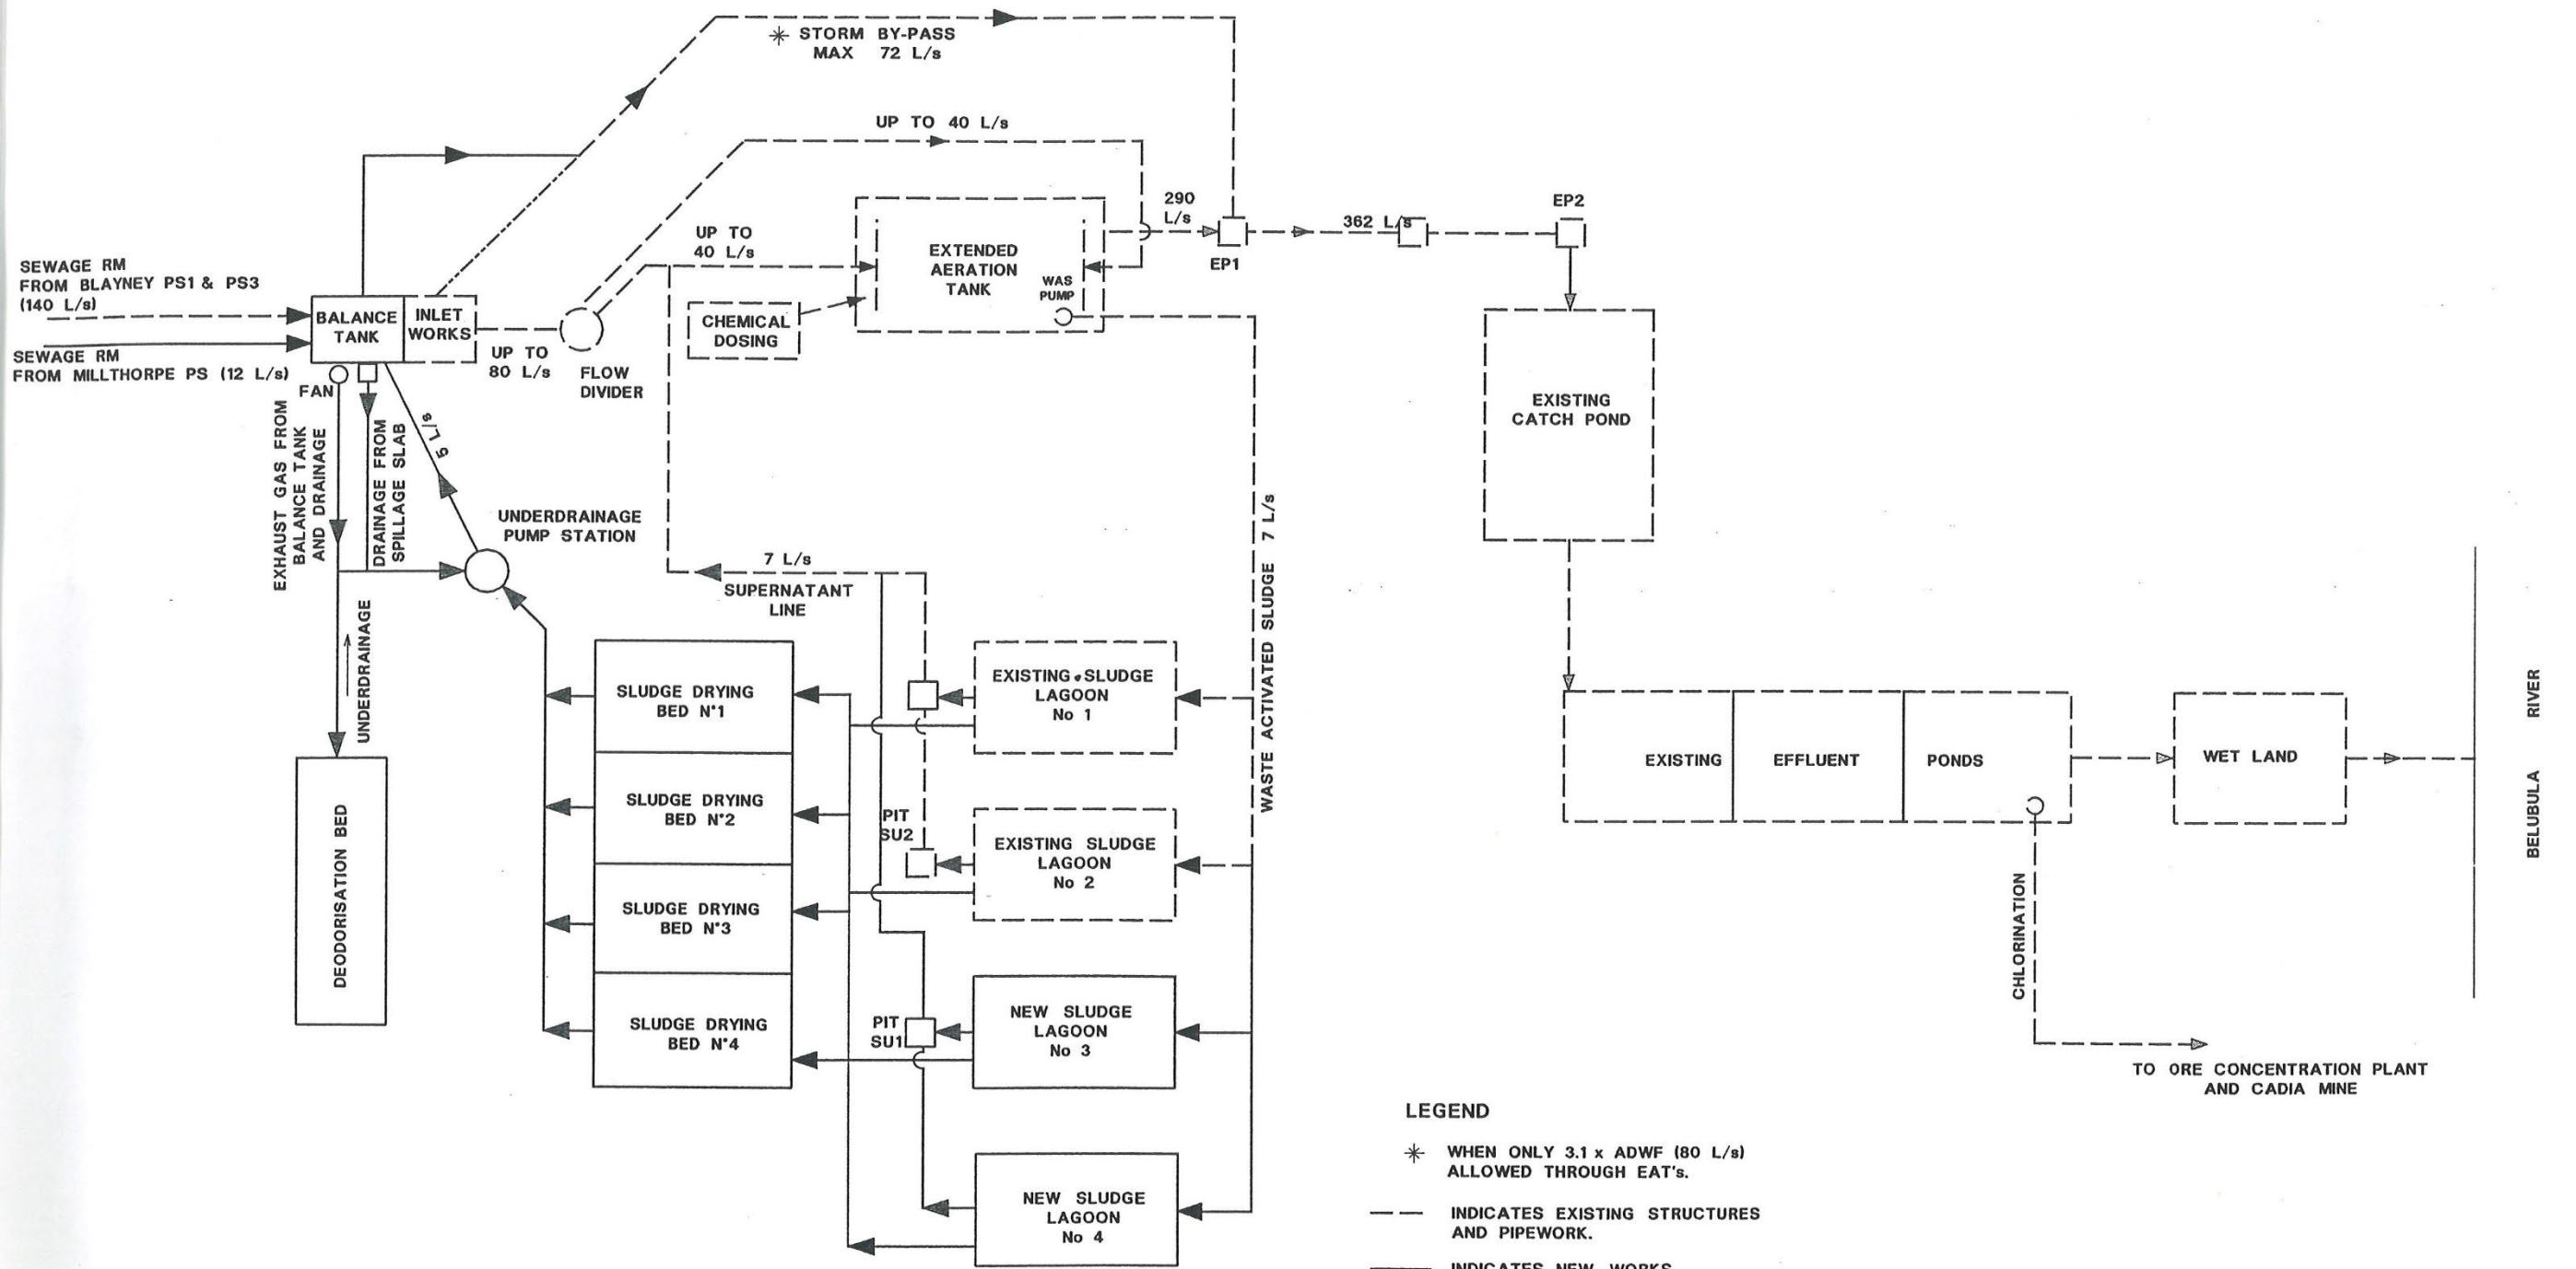 STORM BY-PASS
MAX 72 L/s
UP TO 40 L/s
290
L/s
362 L/s
EP1
EP2
UP TO
40 L/s
EXTENDED
AERATION
TANK
WAS
PUMP
CHEMICAL
DOSING
SEWAGE RM
FROM BLAYNEY PS1 & PS3
(140 L/s)
SEWAGE RM
FROM MILLTHORPE PS (12 L/s)
BALANCE
TANK
INLET
WORKS
UP TO
80 L/s
FLOW
DIVIDER
FAN
EXHAUST GAS FROM
BALANCE TANK
AND DRAINAGE
DRAINAGE FROM
SPILLAGE SLAB
5 L/s
UNDERDRAINAGE
PUMP STATION
UNDERDRAINAGE
DEODORISATION BED
7 L/s
SUPERNATANT
LINE
SLUDGE DRYING
BED N°1
SLUDGE DRYING
BED N°2
SLUDGE DRYING
BED N°3
SLUDGE DRYING
BED N°4
EXISTING SLUDGE
LAGOON
No 1
PIT
SU2
EXISTING SLUDGE
LAGOON
No 2
PIT
SU1
NEW SLUDGE
LAGOON
No 3
NEW SLUDGE
LAGOON
No 4
WASTE ACTIVATED SLUDGE 7 L/s
EXISTING
CATCH POND
EXISTING EFFLUENT PONDS
WET LAND
BELUBULA RIVER
CHLORINATION
TO ORE CONCENTRATION PLANT
AND CADIA MINE
LEGEND
WHEN ONLY 3.1 x ADWF (80 L/s)
ALLOWED THROUGH EAT's.
INDICATES EXISTING STRUCTURES
AND PIPEWORK.
INDICATES NEW WORKS